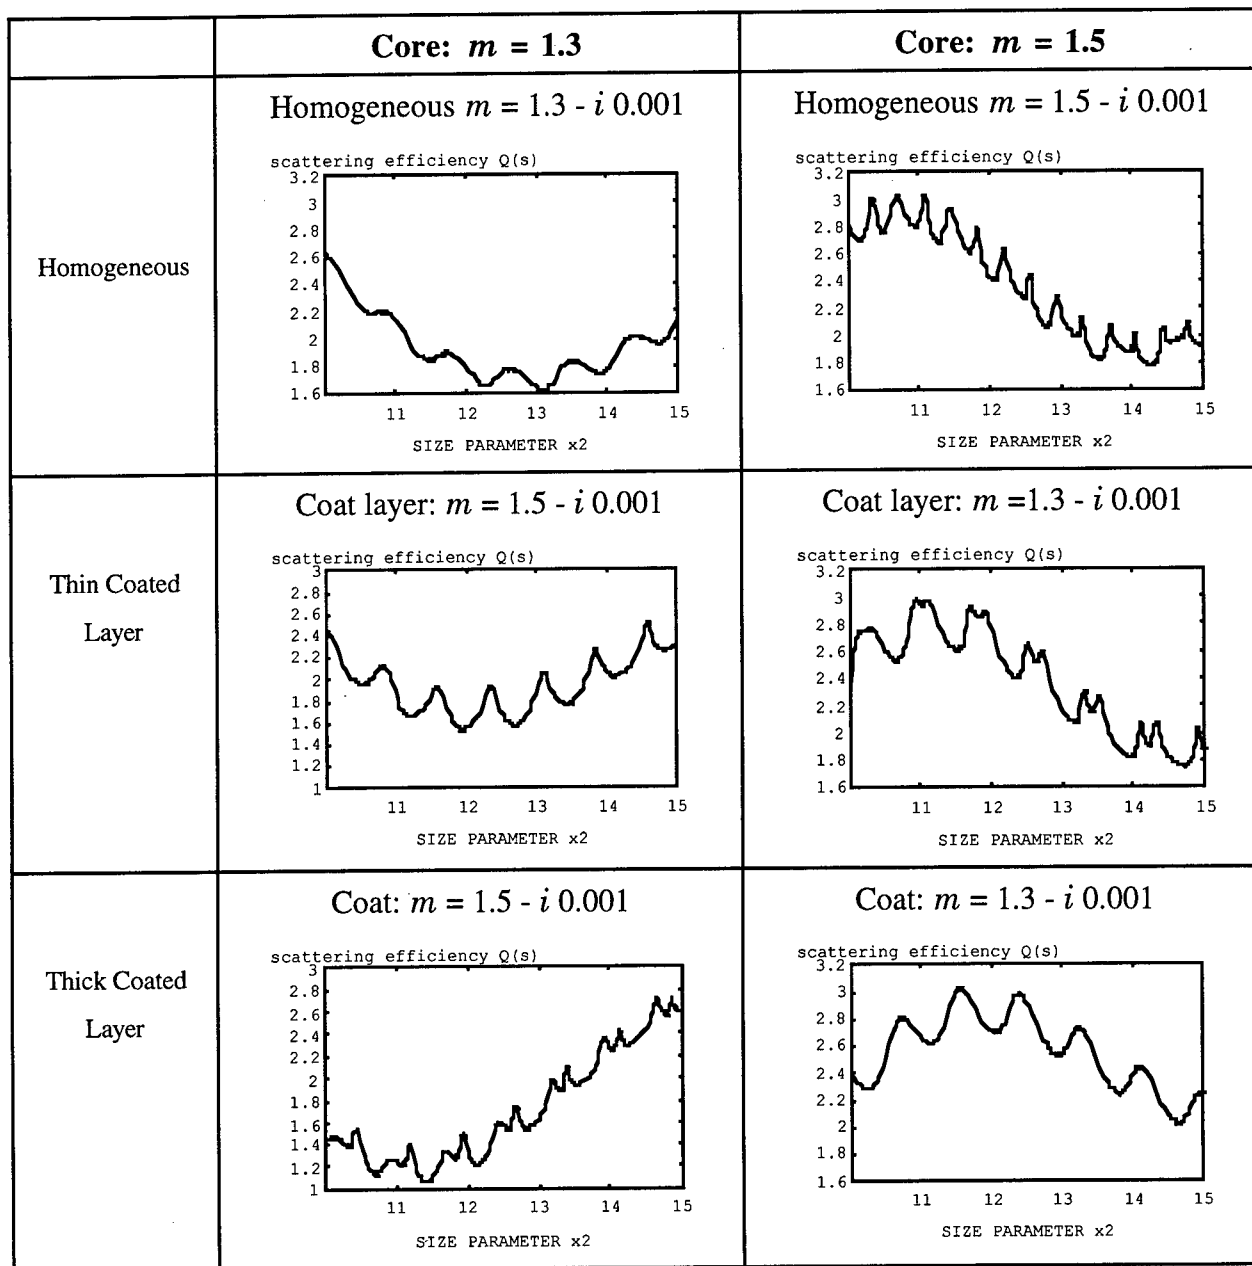 Core: m = 1.3
Core: m = 1.5
Homogeneous
Homogeneous m = 1.3 - i 0.001
scattering efficiency Q(s)
3.2
3
2.8
2.6
2.4
2.2
2
1.8
1.6
11 12 13 14 15
SIZE PARAMETER x2
Homogeneous m = 1.5 - i 0.001
scattering efficiency Q(s)
3.2
3
2.8
2.6
2.4
2.2
2
1.8
1.6
11 12 13 14 15
SIZE PARAMETER x2
Thin Coated
Layer
Coat layer: m = 1.5 - i 0.001
scattering efficiency Q(s)
3
2.8
2.6
2.4
2.2
2
1.8
1.6
1.4
1.2
1
11 12 13 14 15
SIZE PARAMETER x2
Coat layer: m =1.3 - i 0.001
scattering efficiency Q(s)
3.2
3
2.8
2.6
2.4
2.2
2
1.8
1.6
11 12 13 14 15
SIZE PARAMETER x2
Thick Coated
Layer
Coat: m = 1.5 - i 0.001
scattering efficiency Q(s)
3
2.8
2.6
2.4
2.2
2
1.8
1.6
1.4
1.2
1
11 12 13 14 15
SIZE PARAMETER x2
Coat: m = 1.3 - i 0.001
scattering efficiency Q(s)
3.2
3
2.8
2.6
2.4
2.2
2
1.8
1.6
11 12 13 14 15
SIZE PARAMETER x2